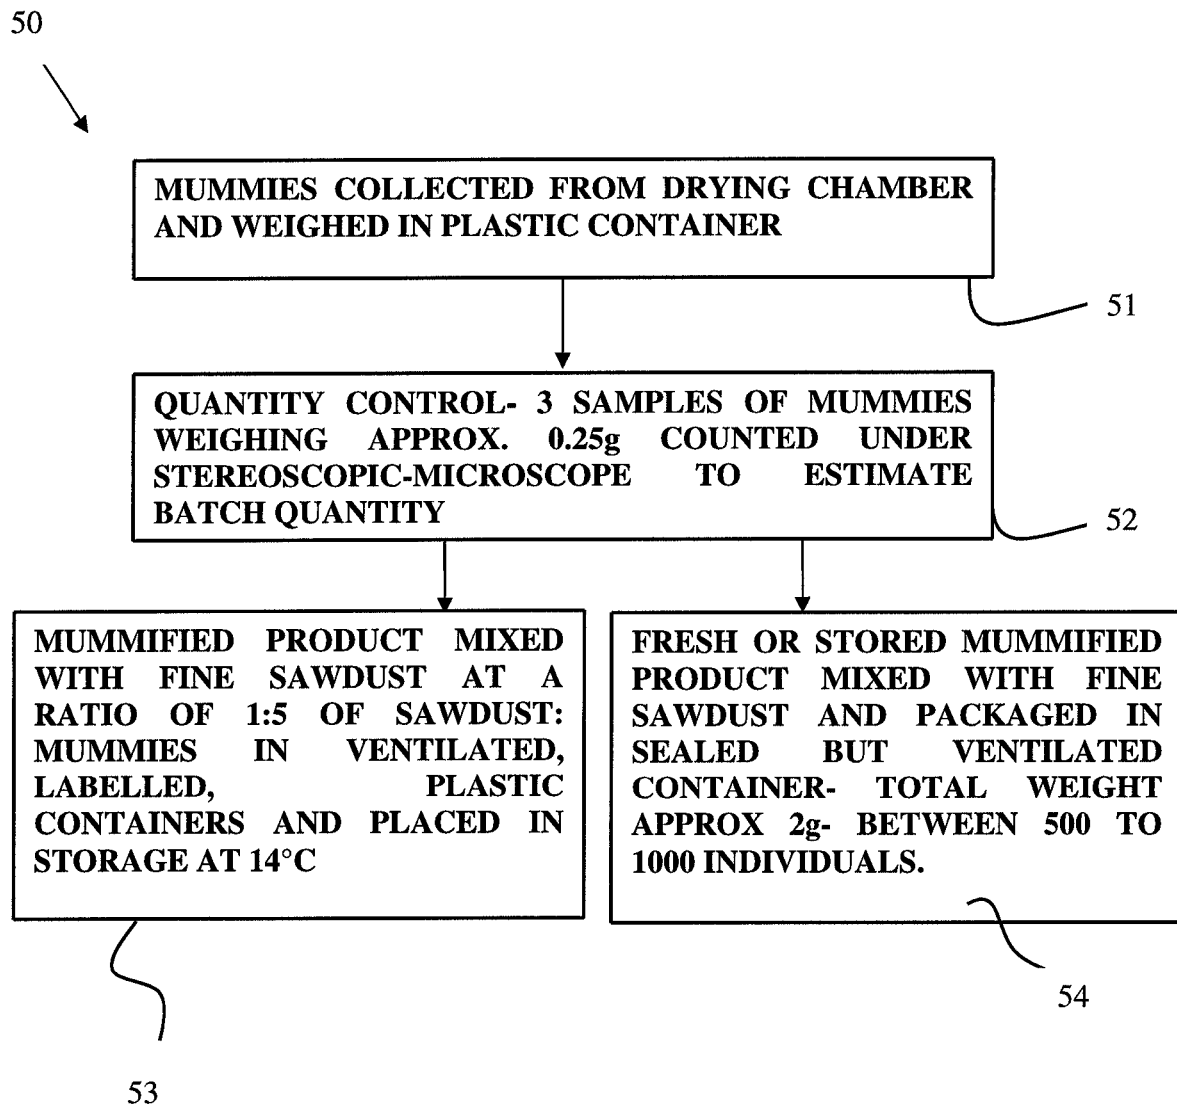 50
MUMMIES COLLECTED FROM DRYING CHAMBER
AND WEIGHED IN PLASTIC CONTAINER
51
QUANTITY CONTROL- 3 SAMPLES OF MUMMIES
WEIGHING APPROX. 0.25g COUNTED UNDER
STEREOSCOPIC-MICROSCOPE TO ESTIMATE
BATCH QUANTITY
52
MUMMIFIED PRODUCT MIXED
WITH FINE SAWDUST AT A
RATIO OF 1:5 OF SAWDUST:
MUMMIES IN VENTILATED,
LABELLED, PLASTIC
CONTAINERS AND PLACED IN
STORAGE AT 14°C
53
FRESH OR STORED MUMMIFIED
PRODUCT MIXED WITH FINE
SAWDUST AND PACKAGED IN
SEALED BUT VENTILATED
CONTAINER- TOTAL WEIGHT
APPROX 2g- BETWEEN 500 TO
1000 INDIVIDUALS.
54